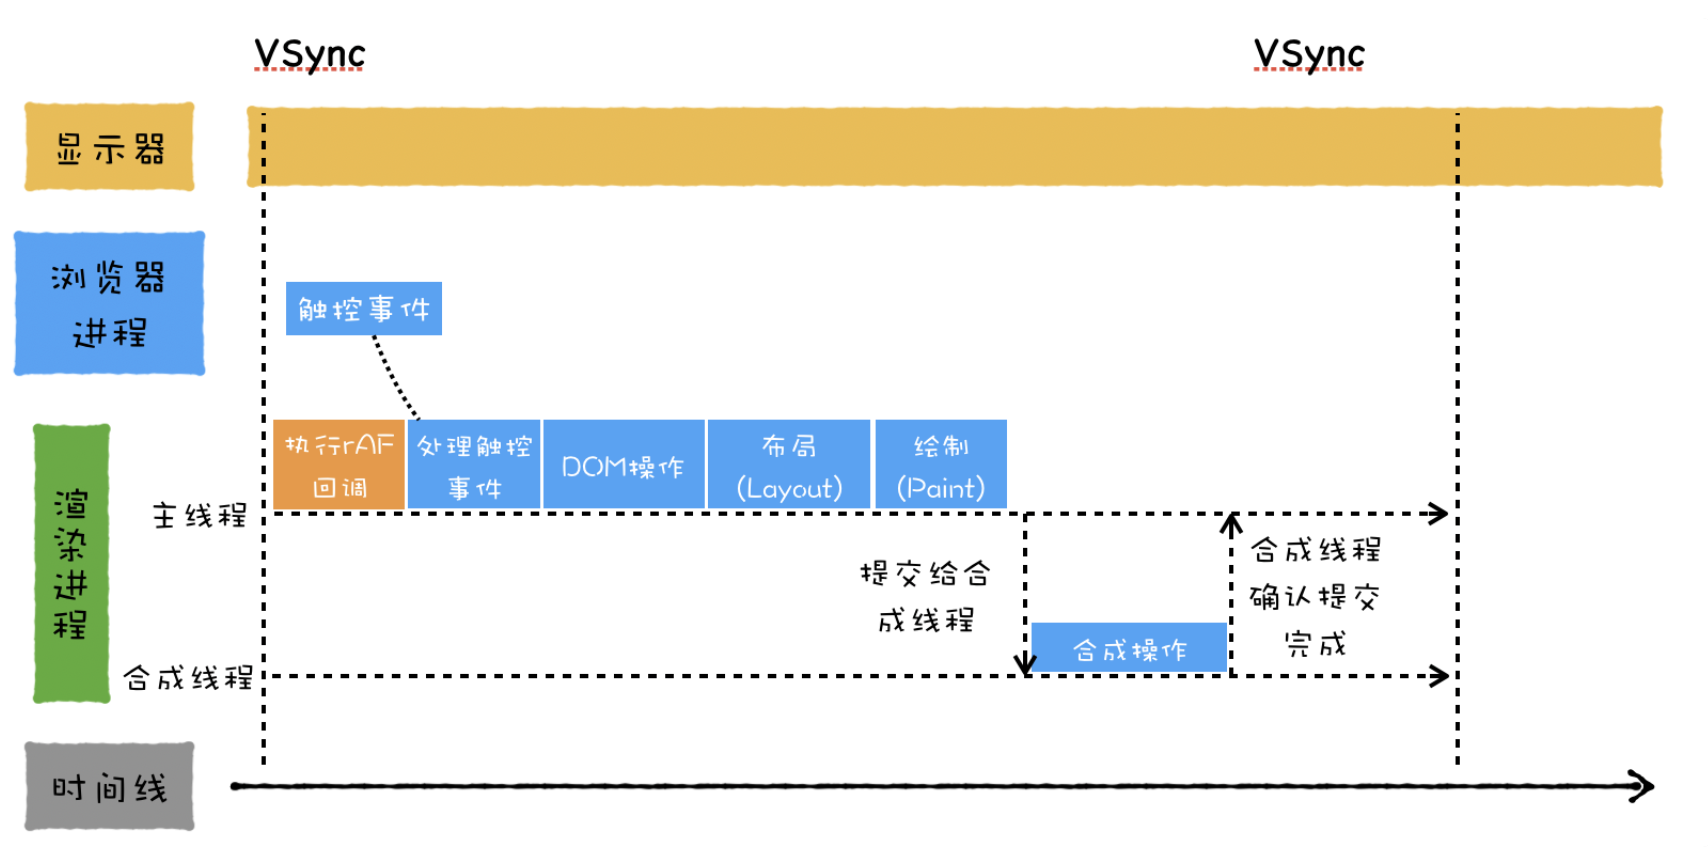 VSync
VSync
显示器
浏览器
进程
触控事件
执行rAF
回调
处理触控
事件
DOM操作
布局
(Layout)
绘制
(Paint)
渲染进程
主线程
提交给合
成线程
合成线程
确认提交
完成
合成操作
合成线程
时间线